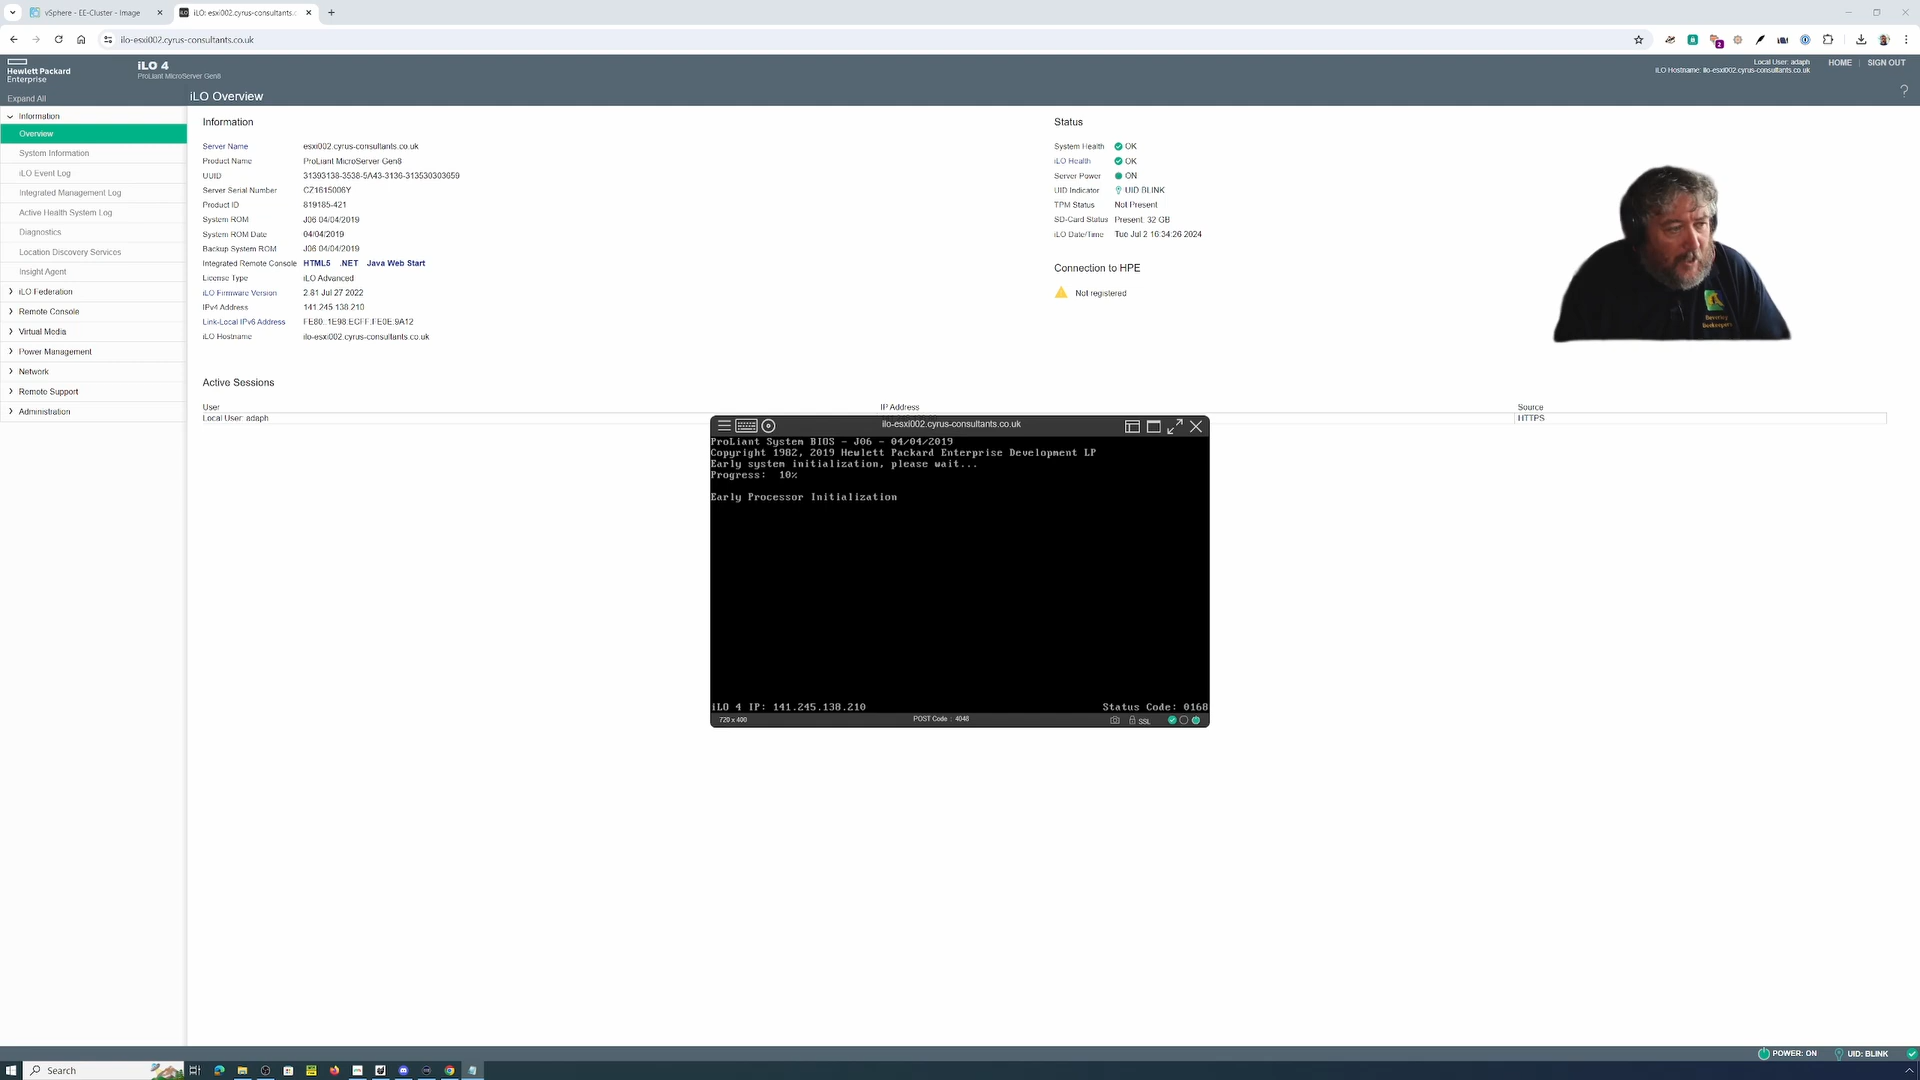 vSphere - EE-Cluster - Image
iLO: esxi002.cyrus-consultants.c
ilo-esxi002.cyrus-consultants.co.uk
2
Hewlett Packard
Enterprise
iLO 4
ProLiant MicroServer Gen8
Local User: adaph
iLO Hostname: ilo-esxi002.cyrus-consultants.co.uk
HOME
SIGN OUT
Expand All
iLO Overview
?
Information
Overview
System Information
iLO Event Log
Integrated Management Log
Active Health System Log
Diagnostics
Location Discovery Services
Insight Agent
iLO Federation
Remote Console
Virtual Media
Power Management
Network
Remote Support
Administration
Information
Server Name esxi002.cyrus-consultants.co.uk
Product Name ProLiant MicroServer Gen8
UUID 31393138-3538-5A43-3136-313530303659
Server Serial Number CZ1615006Y
Product ID 819185-421
System ROM J06 04/04/2019
System ROM Date 04/04/2019
Backup System ROM J06 04/04/2019
Integrated Remote Console HTML5 .NET Java Web Start
License Type iLO Advanced
iLO Firmware Version 2.81 Jul 27 2022
IPv4 Address 141.245.138.210
Link-Local IPv6 Address FE80::1E98:ECFF:FE0E:9A12
iLO Hostname ilo-esxi002.cyrus-consultants.co.uk
Status
System Health OK
iLO Health OK
Server Power ON
UID Indicator UID BLINK
TPM Status Not Present
SD-Card Status Present: 32 GB
iLO Date/Time Tue Jul 2 16:34:26 2024
Connection to HPE
Not registered
Beverley
Beekeepers
Active Sessions
User IP Address Source
Local User: adaph HTTPS
ilo-esxi002.cyrus-consultants.co.uk
ProLiant System BIOS - J06 - 04/04/2019
Copyright 1982, 2019 Hewlett Packard Enterprise Development LP
Early system initialization, please wait...
Progress: 10%
Early Processor Initialization
iLO 4 IP: 141.245.138.210 Status Code: 0168
720 x 400 POST Code : 4048 SSL
POWER: ON UID: BLINK
Search